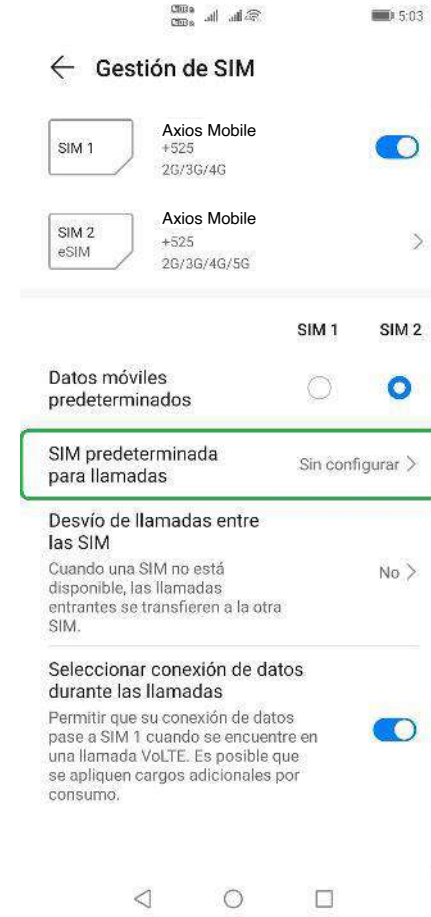 5:03
Gestión de SIM
SIM 1
Axios Mobile
+525
2G/3G/4G
SIM 2
eSIM
Axios Mobile
+525
2G/3G/4G/5G
SIM 1 SIM 2
Datos móviles
predeterminados
SIM predeterminada
para llamadas
Sin configurar
Desvío de llamadas entre
las SIM
Cuando una SIM no está
disponible, las llamadas
entrantes se transfieren a la otra
SIM.
No
Seleccionar conexión de datos
durante las llamadas
Permitir que su conexión de datos
pase a SIM 1 cuando se encuentre en
una llamada VoLTE. Es posible que
se apliquen cargos adicionales por
consumo.